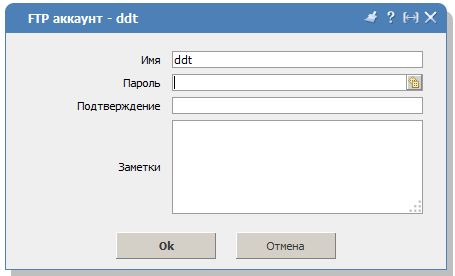 FTP аккаунт - ddt
Имя ddt
Пароль
Подтверждение
Заметки
Ok Отмена